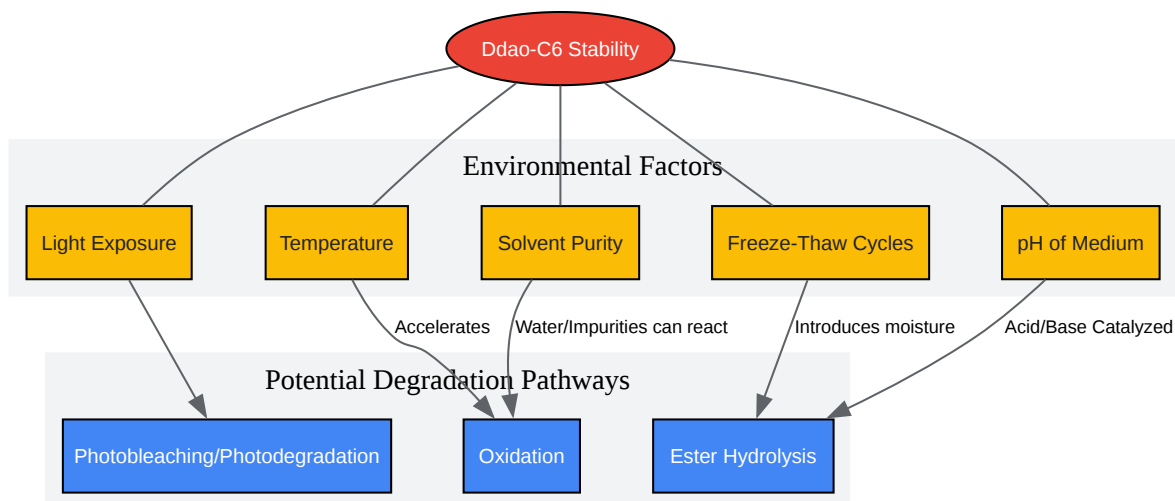 Ddao-C6 Stability
Environmental Factors
Light Exposure
Temperature
Solvent Purity
Freeze-Thaw Cycles
pH of Medium
Accelerates
Water/Impurities can react
Introduces moisture
Acid/Base Catalyzed
Potential Degradation Pathways
Photobleaching/Photodegradation
Oxidation
Ester Hydrolysis